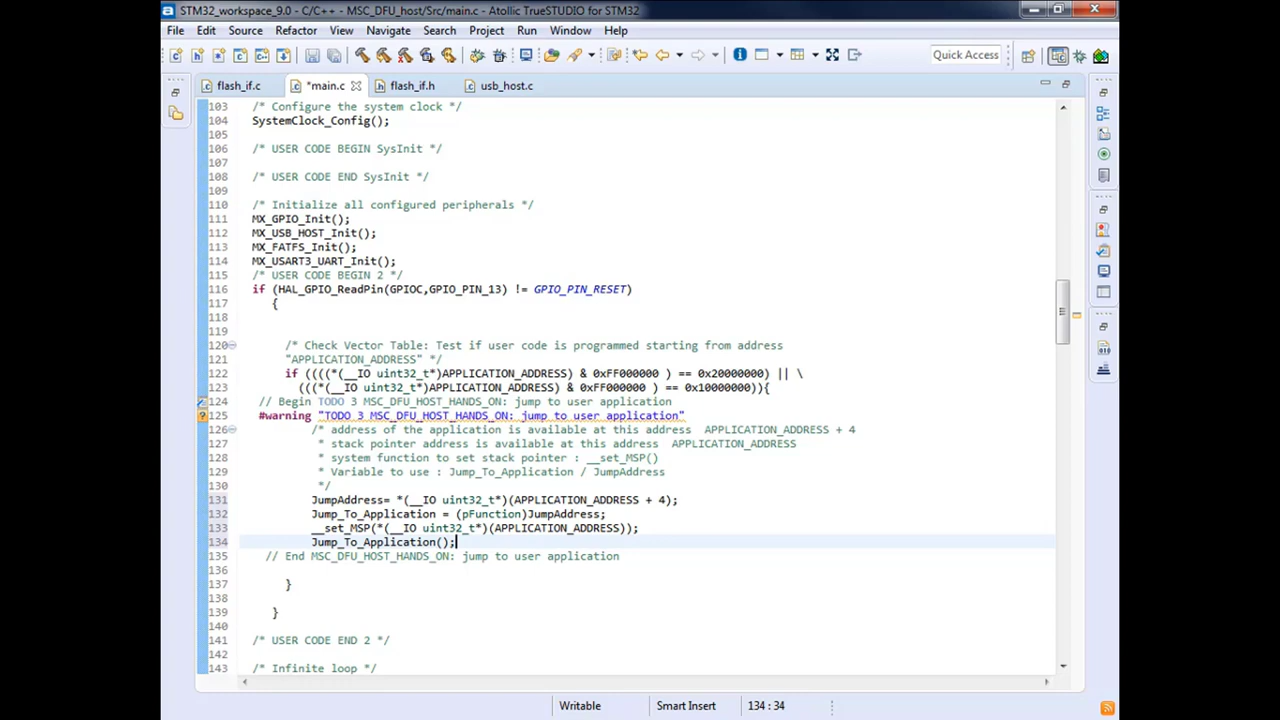 STM32_workspace_9.0 - C/C++ - MSC_DFU_host/Src/main.c - Atollic TrueSTUDIO for STM32
File Edit Source Refactor View Navigate Search Project Run Window Help
Quick Access
flash_if.c *main.c flash_if.h usb_host.c
103 /* Configure the system clock */
104 SystemClock_Config();
105
106 /* USER CODE BEGIN SysInit */
107
108 /* USER CODE END SysInit */
109
110 /* Initialize all configured peripherals */
111 MX_GPIO_Init();
112 MX_USB_HOST_Init();
113 MX_FATFS_Init();
114 MX_USART3_UART_Init();
115 /* USER CODE BEGIN 2 */
116 if (HAL_GPIO_ReadPin(GPIOC,GPIO_PIN_13) != GPIO_PIN_RESET)
117 {
118
119
120 /* Check Vector Table: Test if user code is programmed starting from address
121 "APPLICATION_ADDRESS" */
122 if ((((*(__IO uint32_t*)APPLICATION_ADDRESS) & 0xFF000000 ) == 0x20000000) || \
123 (((*(__IO uint32_t*)APPLICATION_ADDRESS) & 0xFF000000 ) == 0x10000000)){
124 // Begin TODO 3 MSC_DFU_HOST_HANDS_ON: jump to user application
125 #warning "TODO 3 MSC_DFU_HOST_HANDS_ON: jump to user application"
126 /* address of the application is available at this address APPLICATION_ADDRESS + 4
127 * stack pointer address is available at this address APPLICATION_ADDRESS
128 * system function to set stack pointer : __set_MSP()
129 * Variable to use : Jump_To_Application / JumpAddress
130 */
131 JumpAddress= *(__IO uint32_t*)(APPLICATION_ADDRESS + 4);
132 Jump_To_Application = (pFunction)JumpAddress;
133 __set_MSP(*(__IO uint32_t*)(APPLICATION_ADDRESS));
134 Jump_To_Application();
135 // End MSC_DFU_HOST_HANDS_ON: jump to user application
136
137 }
138
139 }
140
141 /* USER CODE END 2 */
142
143 /* Infinite loop */
Writable Smart Insert 134 : 34